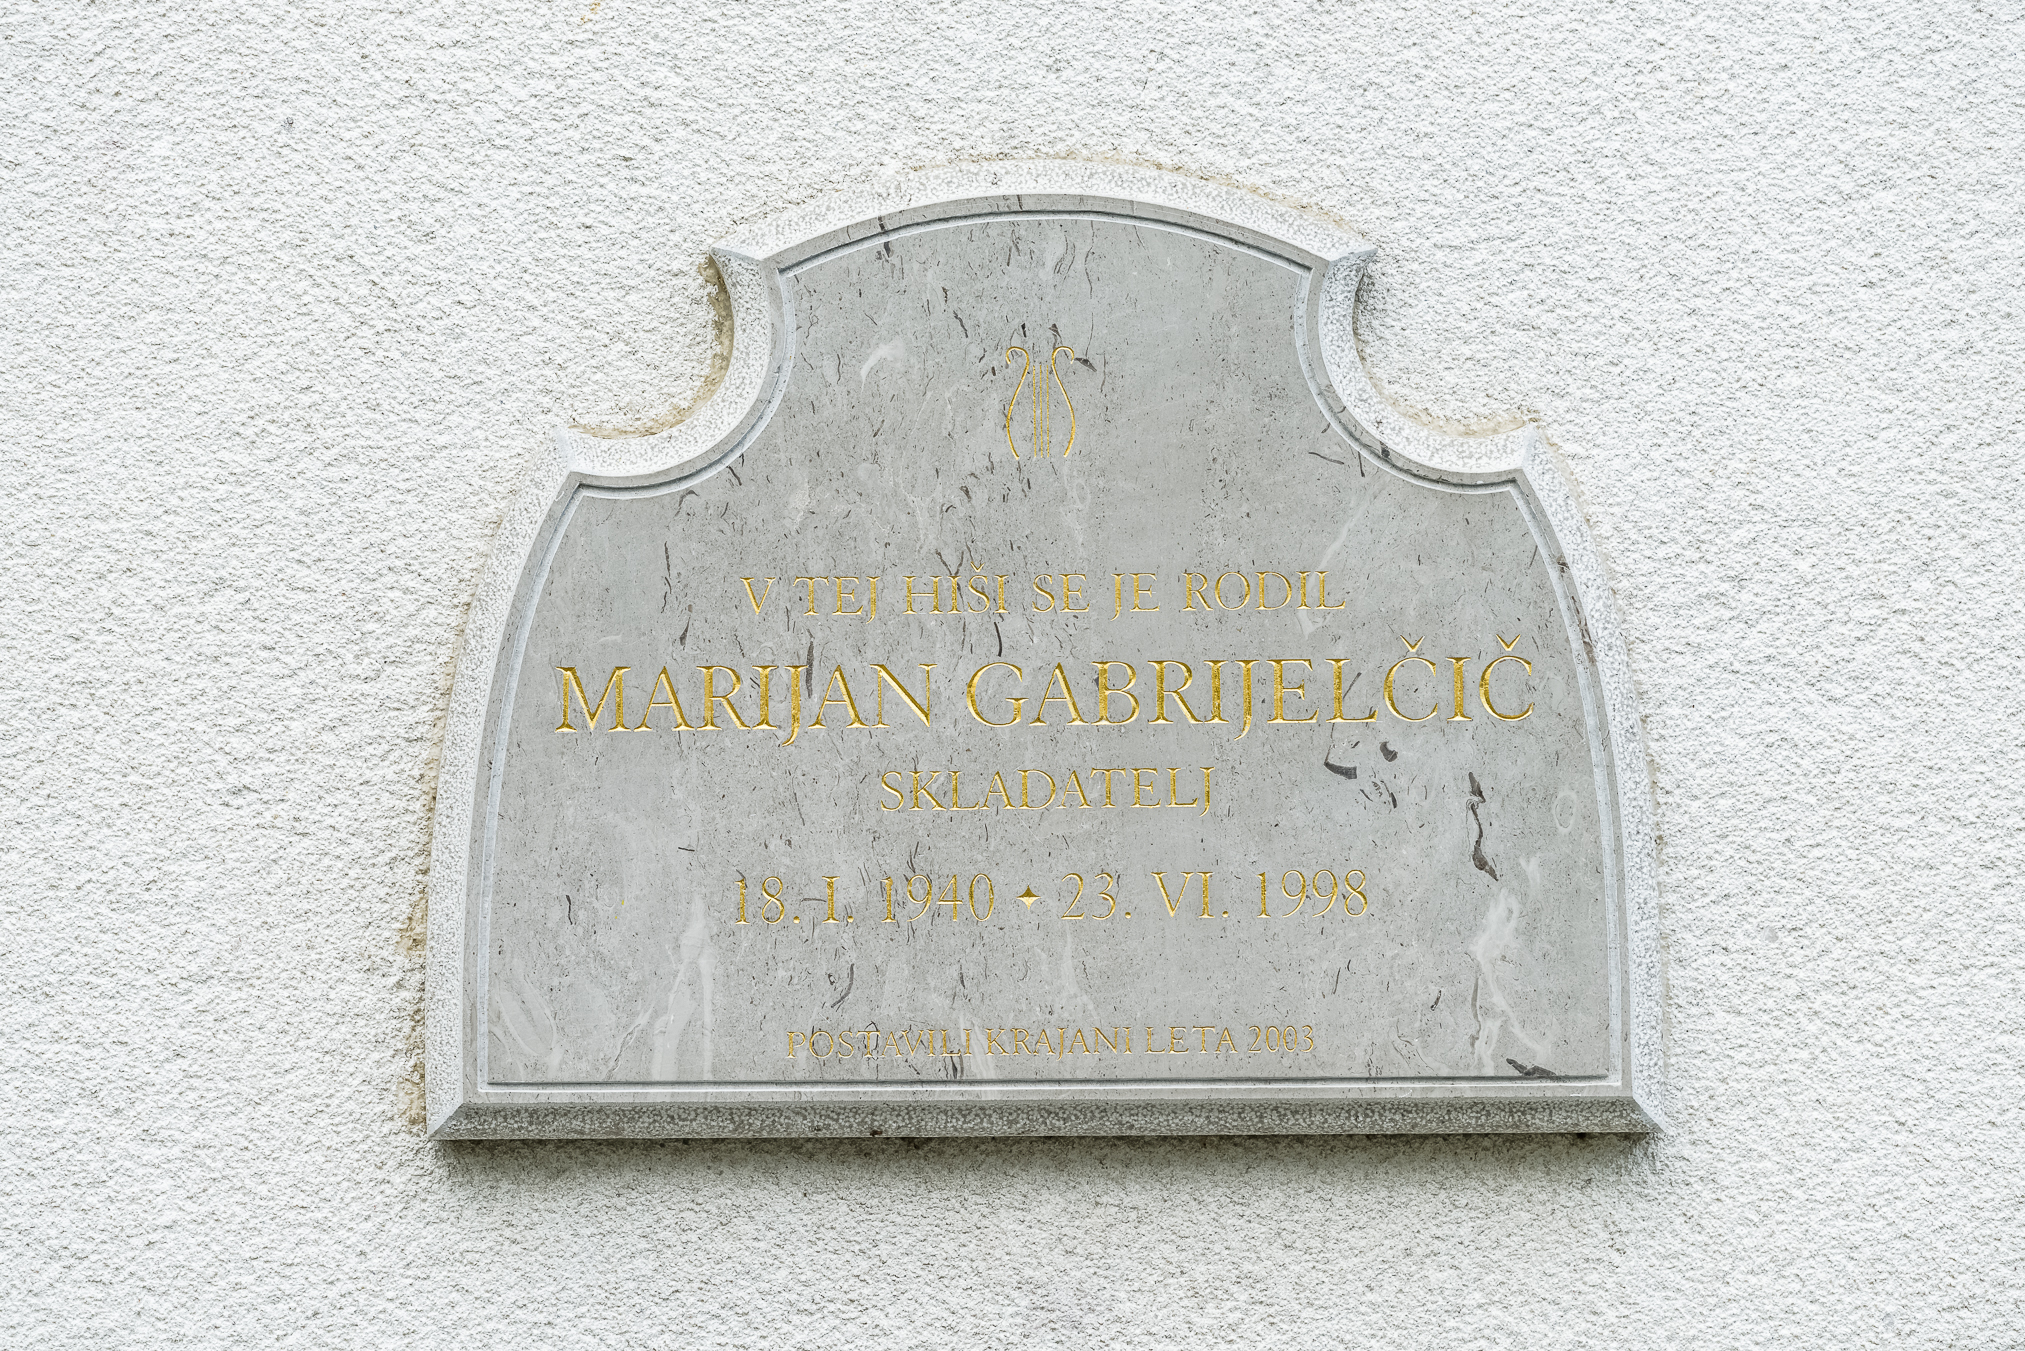 V TEJ HIŠI SE JE RODIL
MARIJAN GABRIJELČIČ
SKLADATELJ
18. I. 1940 ✦ 23. VI. 1998
POSTAVILI KRAJANI LETA 2003